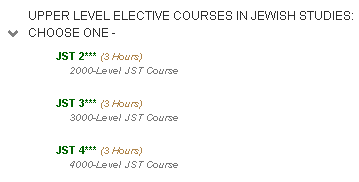 UPPER LEVEL ELECTIVE COURSES IN JEWISH STUDIES:
CHOOSE ONE -
JST 2*** (3 Hours)
2000-Level JST Course
JST 3*** (3 Hours)
3000-Level JST Course
JST 4*** (3 Hours)
4000-Level JST Course